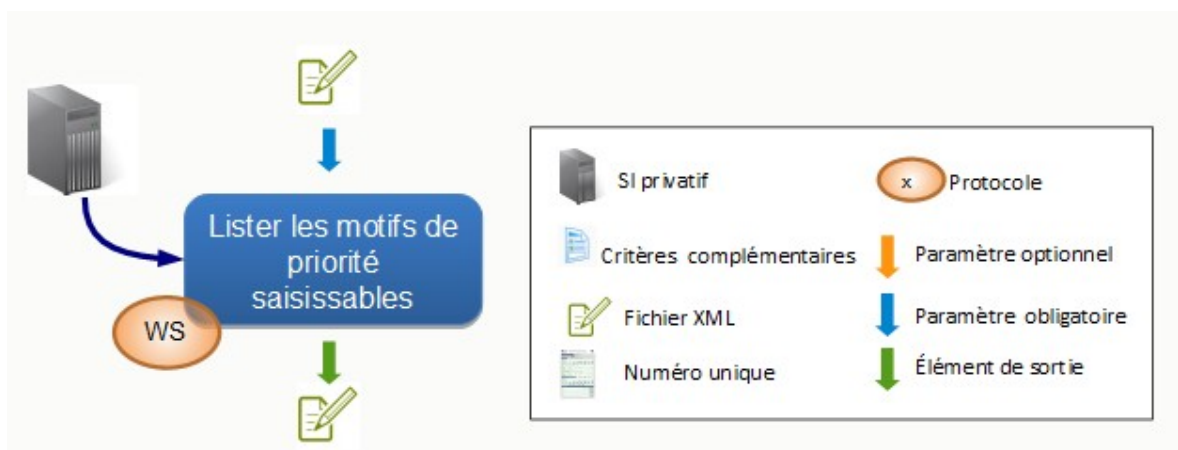 Lister les motifs de
priorité
saisissables
WS
SI privatif
x Protocole
Critères complémentaires
Paramètre optionnel
Fichier XML
Paramètre obligatoire
Numéro unique
Élément de sortie